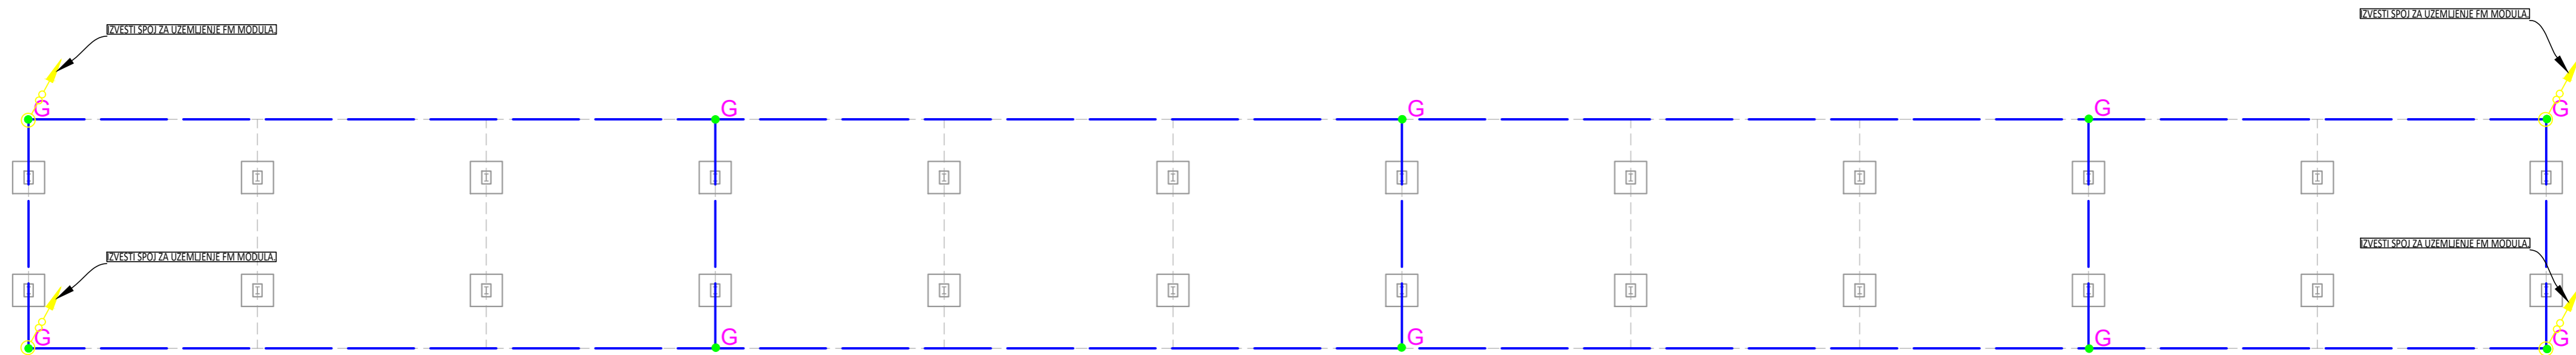 IZVESTI SPOJ ZA UZEMLJENJE FM MODULA.
IZVESTI SPOJ ZA UZEMLJENJE FM MODULA.
G
G
G
G
G
IZVESTI SPOJ ZA UZEMLJENJE FM MODULA.
IZVESTI SPOJ ZA UZEMLJENJE FM MODULA.
G
G
G
G
G